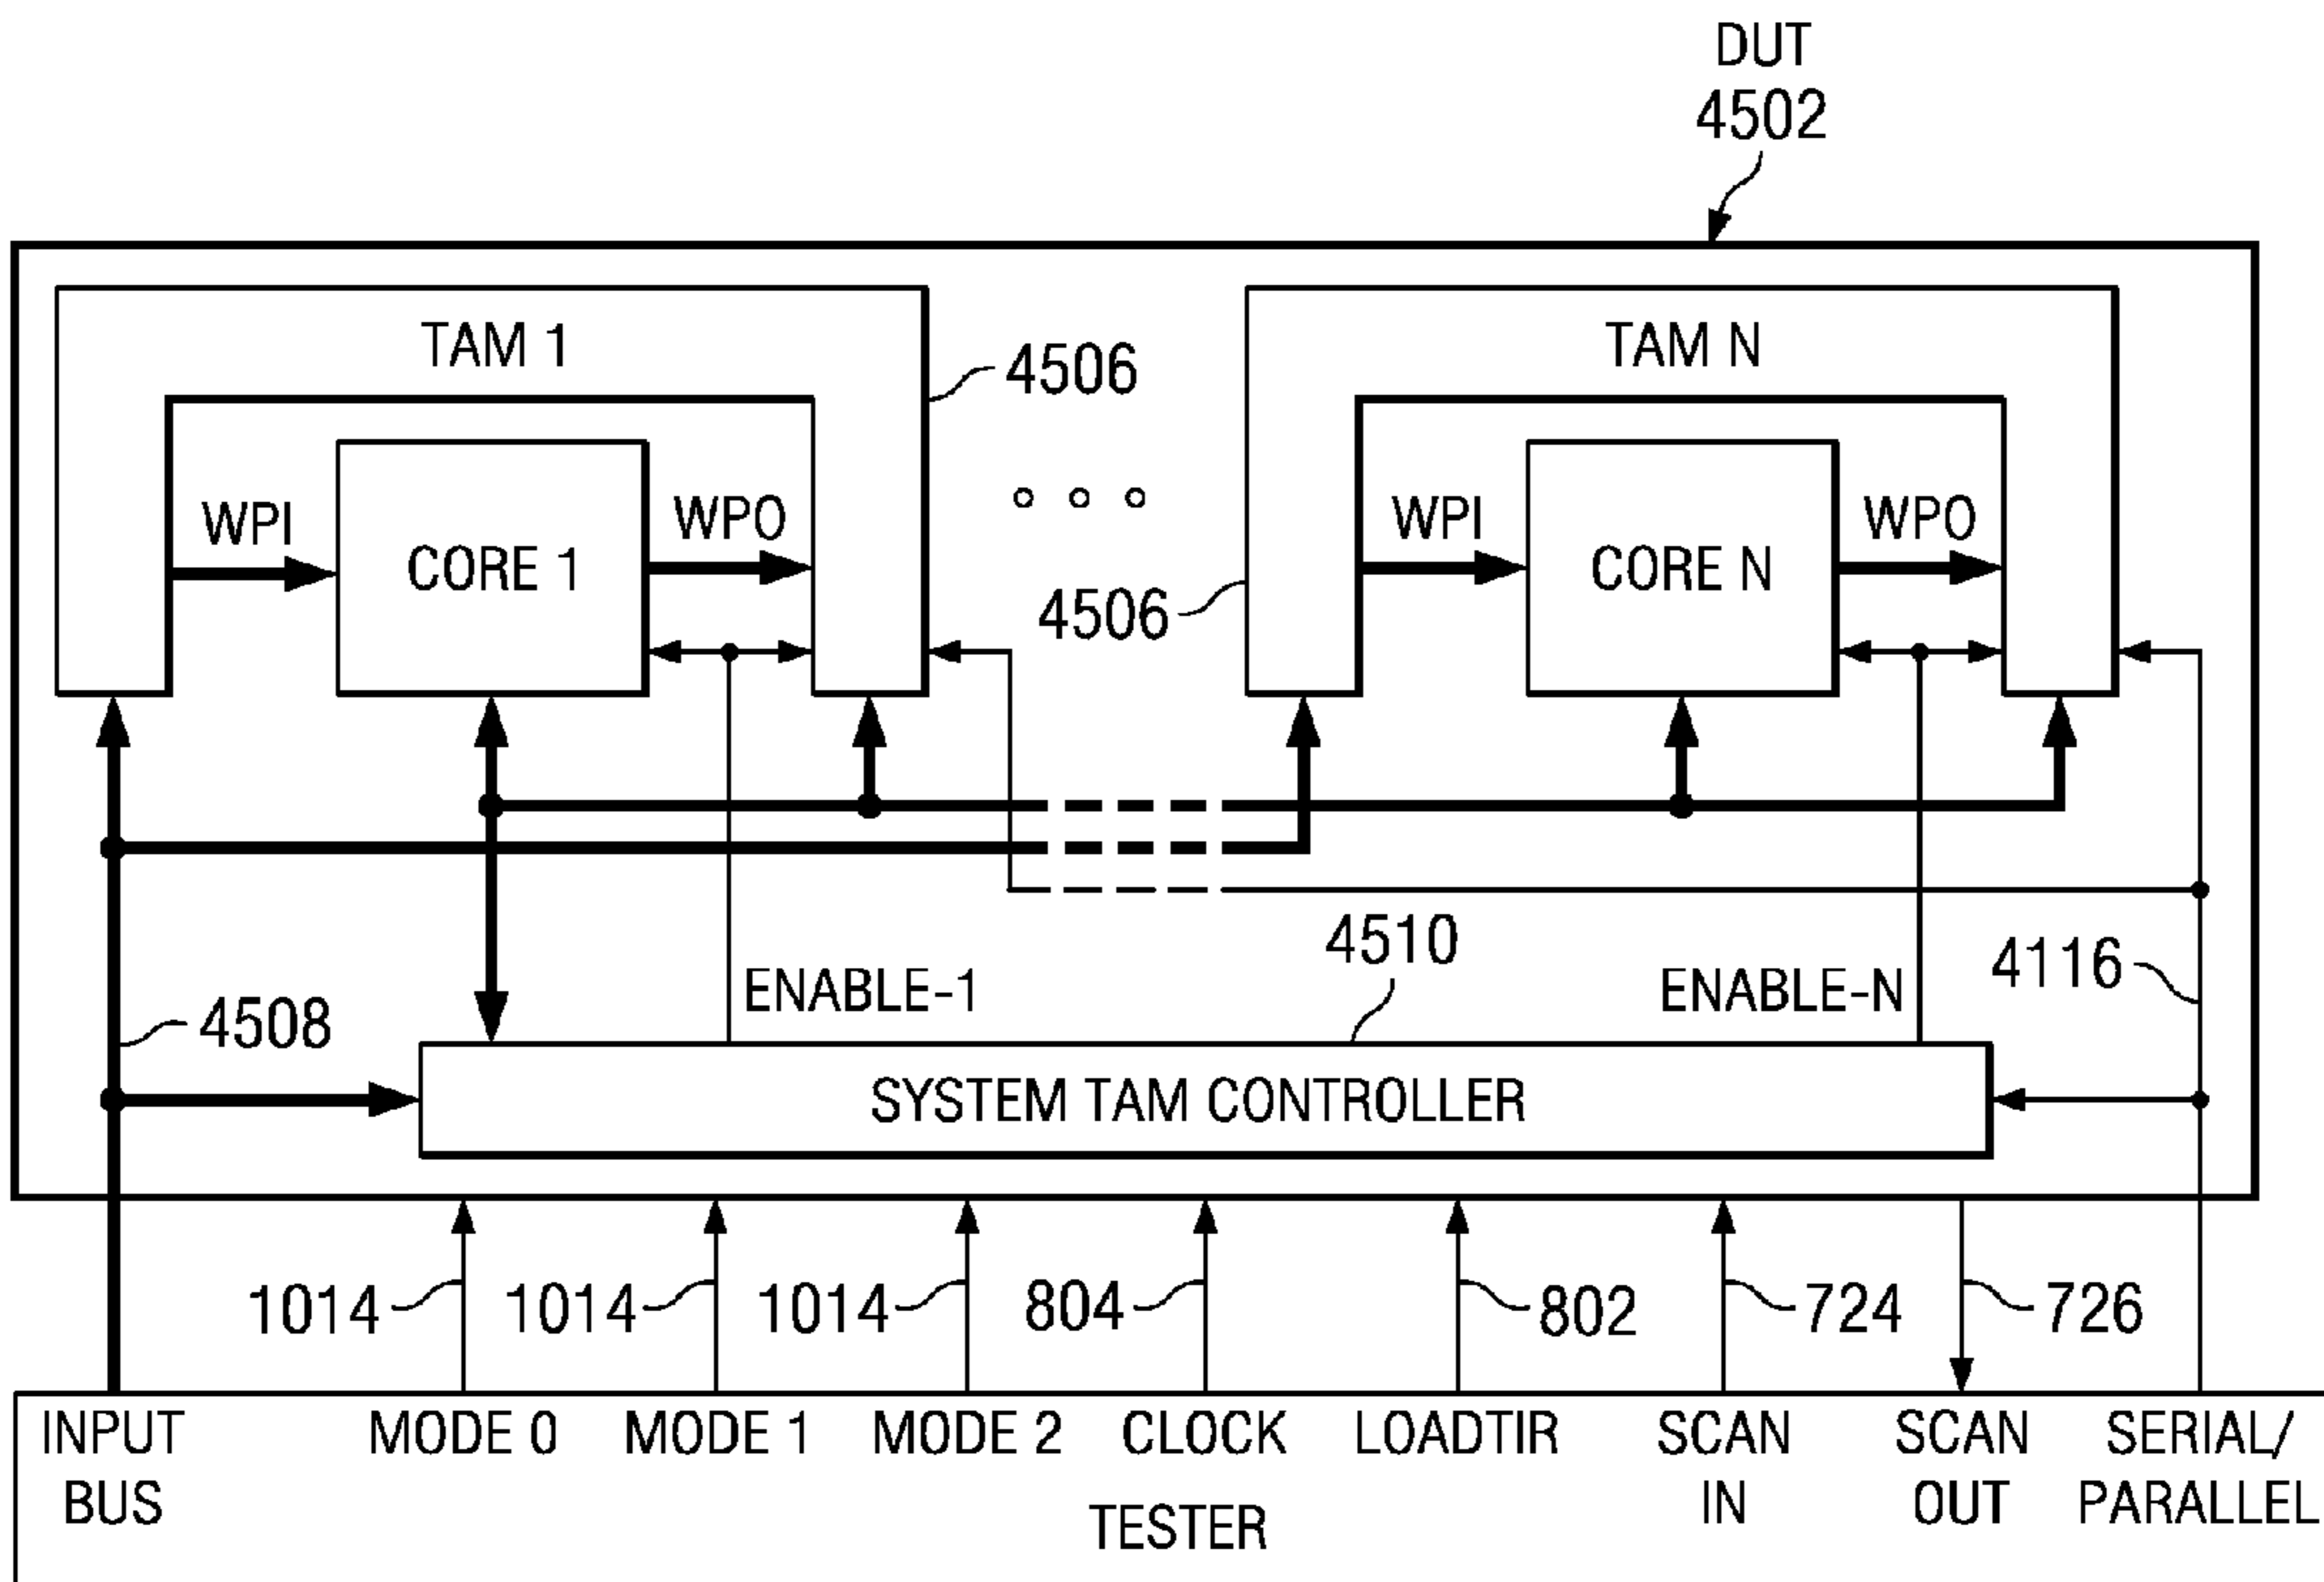 DUT
4502
TAM 1
TAM N
4506
WPI
WPO
WPI
WPO
CORE 1
CORE N
4506
4510
4116
ENABLE-1
ENABLE-N
4508
SYSTEM TAM CONTROLLER
1014
1014
1014
804
802
724
726
INPUT
BUS
MODE 0
MODE 1
MODE 2
CLOCK
LOADTIR
SCAN
IN
SCAN
OUT
SERIAL/
PARALLEL
TESTER